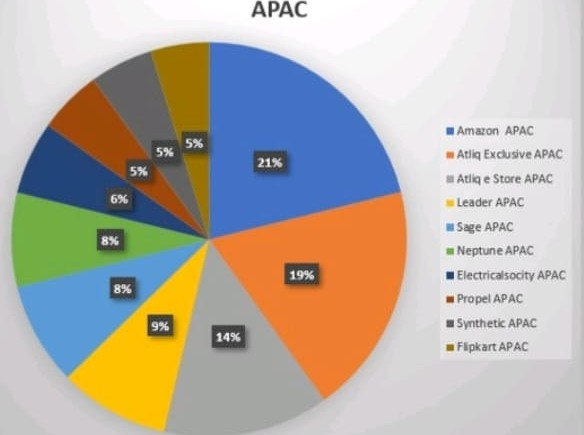 APAC
21%
19%
14%
9%
8%
8%
6%
5%
5%
5%
Amazon APAC
Atliq Exclusive APAC
Atliq e Store APAC
Leader APAC
Sage APAC
Neptune APAC
Electricalsocity APAC
Propel APAC
Synthetic APAC
Flipkart APAC